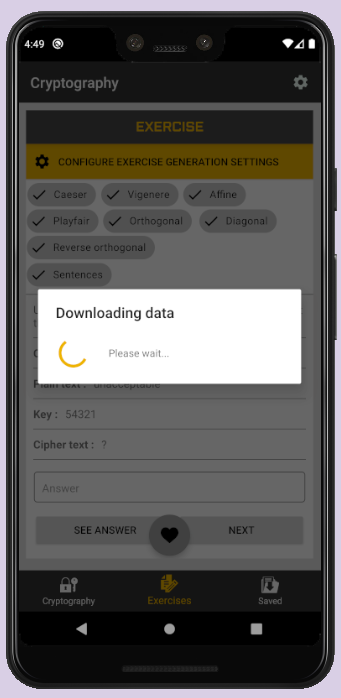 4:49
Cryptography
EXERCISE
CONFIGURE EXERCISE GENERATION SETTINGS
Caeser Vigenere Affine
Playfair Orthogonal Diagonal
Reverse orthogonal
Sentences
Downloading data
Please wait...
Plain text : unacceptable
Key : 54321
Cipher text : ?
Answer
SEE ANSWER NEXT
Cryptography Exercises Saved